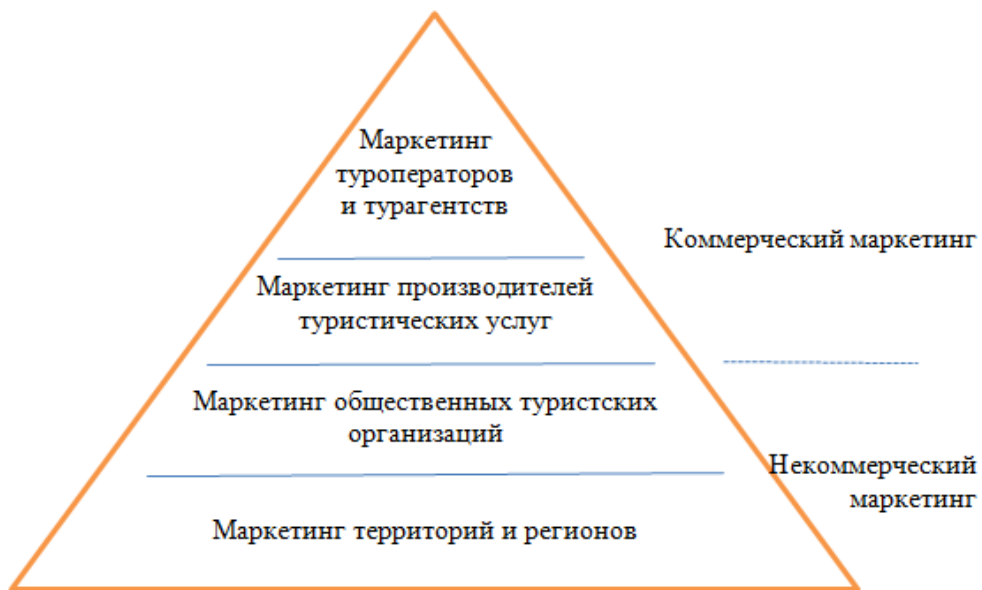 Маркетинг
туроператоров
и турагентств
Коммерческий маркетинг
Маркетинг производителей
туристических услуг
Маркетинг общественных туристских
организаций
Некоммерческий
маркетинг
Маркетинг территорий и регионов